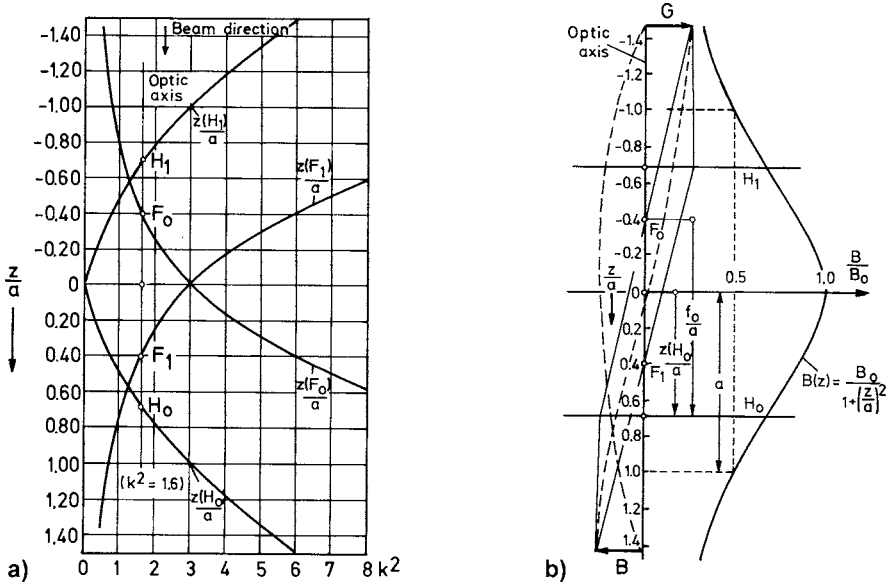 -1.40
-1.20
-1.00
-0.80
-0.60
-0.40
-0.20
0
0.20
0.40
0.60
0.80
1.00
1.20
1.40
z/a
Beam direction
Optic
axis
z(H₁)/a
z(F₁)/a
H₁
F₀
F₁
H₀
z(F₀)/a
(k² = 1.6)
z(H₀)/a
0 1 2 3 4 5 6 7 8 k²
a)
G
Optic
axis
-1.4
-1.2
-1.0
-0.8
-0.6
-0.4
-0.2
0
0.2
0.4
0.6
0.8
1.0
1.2
1.4
H₁
F₀
z/a
0.5
1.0
B/B₀
f₀/a
z(H₀)/a
F₁
a
B(z) = B₀/1+(z/a)²
H₀
B
b)